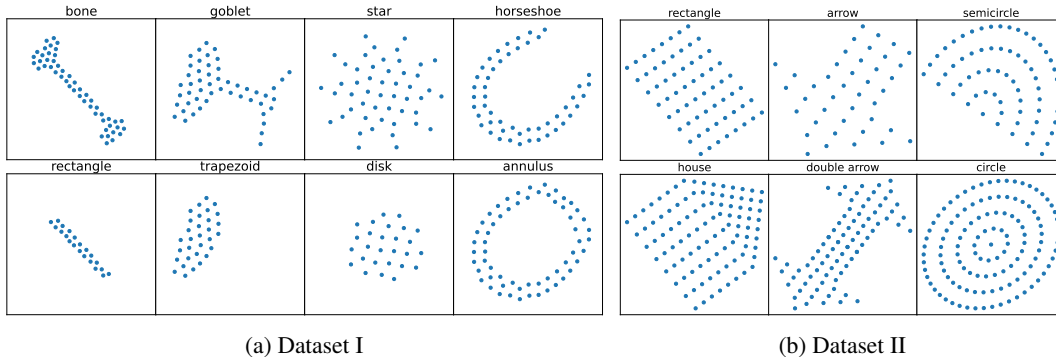 bone goblet star horseshoe
rectangle trapezoid disk annulus
(a) Dataset I
rectangle arrow semicircle
house double arrow circle
(b) Dataset II